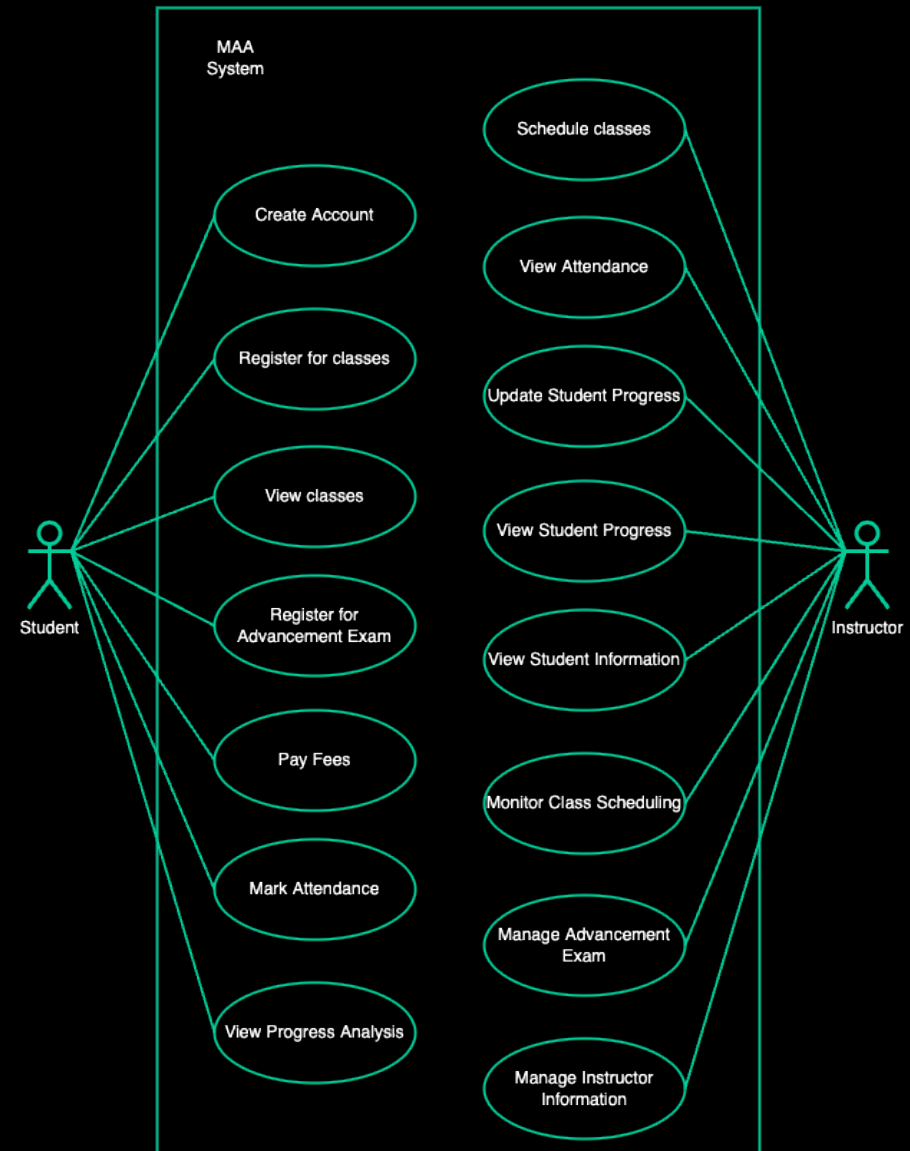 MAA
System
Schedule classes
Create Account
View Attendance
Register for classes
Update Student Progress
View classes
View Student Progress
Register for
Advancement Exam
Student
Instructor
View Student Information
Pay Fees
Monitor Class Scheduling
Mark Attendance
Manage Advancement
Exam
View Progress Analysis
Manage Instructor
Information